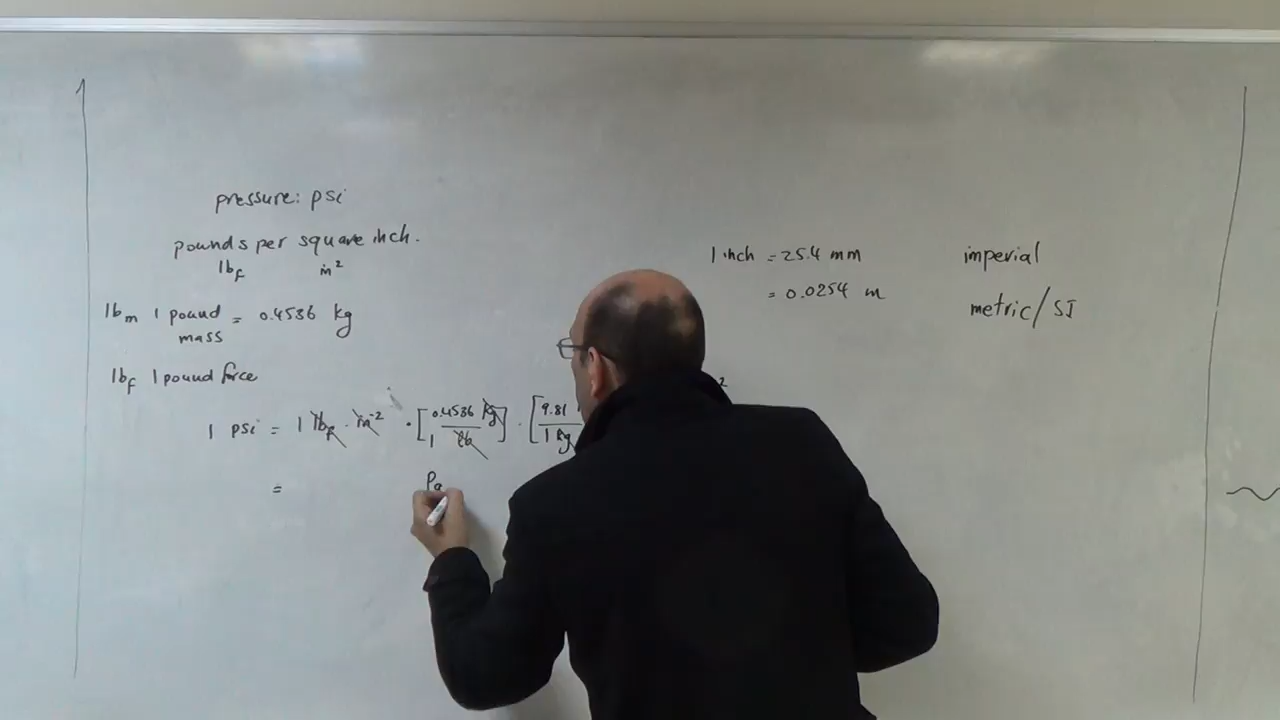 pressure: psi
pounds per square inch.
lbf in²
lbm 1 pound mass = 0.4536 kg
lbf 1 pound force
1 psi = 1 lbf · in⁻² · [0.4536 kg / 1 lb] · [9.81 / 1 kg
= Pa
1 inch = 25.4 mm
= 0.0254 m
imperial
metric/SI
2